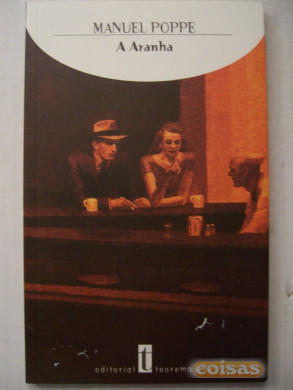 MANUEL POPPE
A Aranha
editorial t teorema
coisas